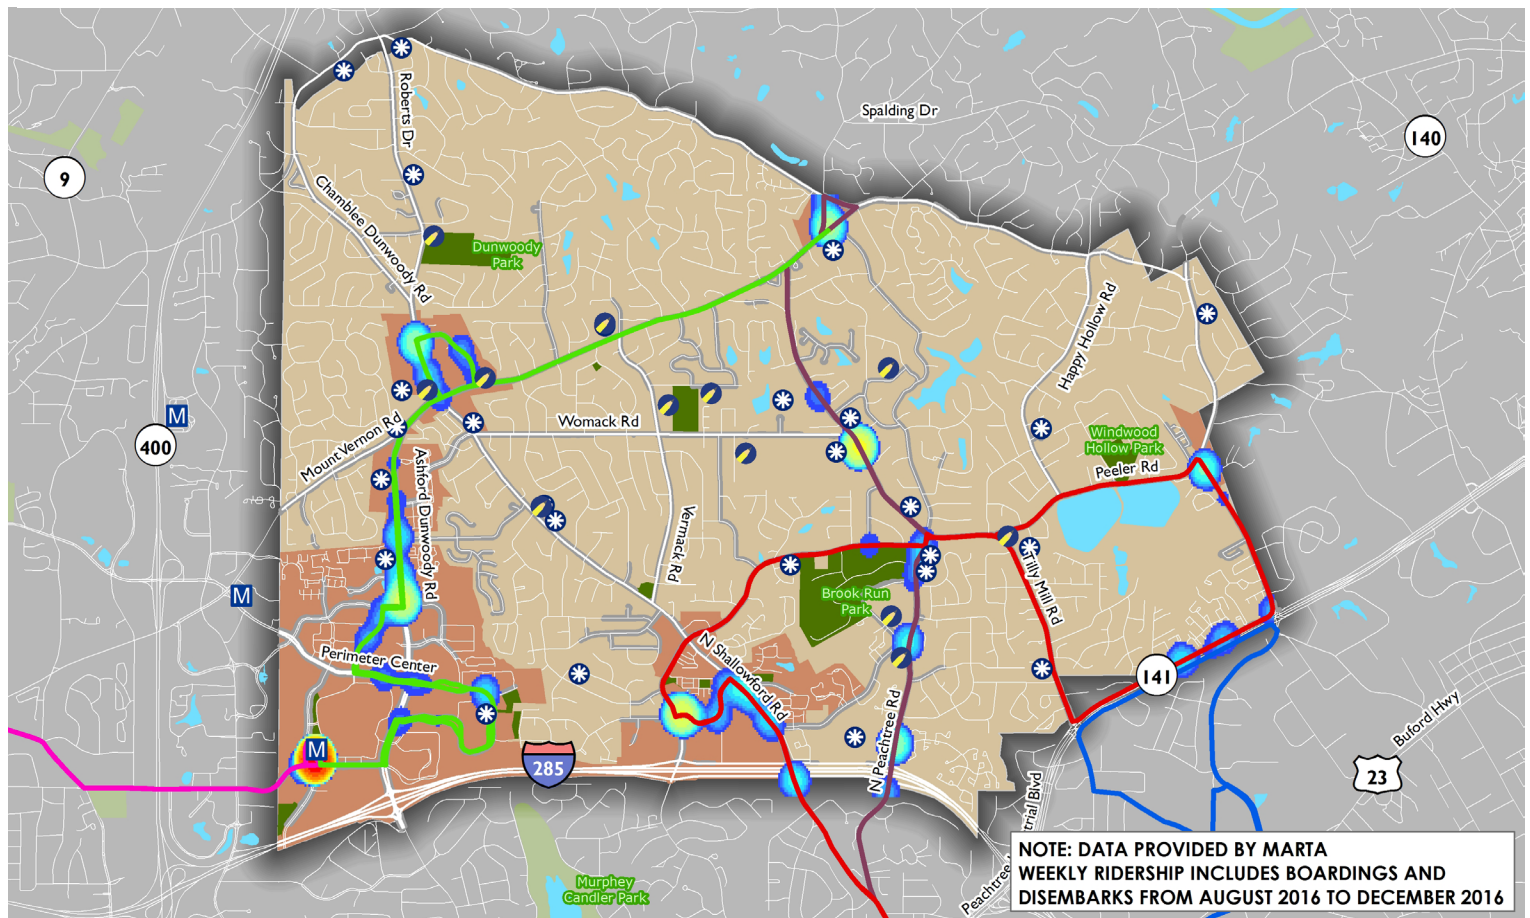 Spalding Dr
140
9
Roberts Dr
Chamblee Dunwoody Rd
Dunwoody
Park
Happy Hollow Rd
M
400
Mount Vernon Rd
Womack Rd
Windwood
Hollow Park
Peeler Rd
Ashford Dunwoody Rd
Vermack Rd
M
Brook Run
Park
Tilly Mill Rd
Perimeter Center
N Shallowford Rd
141
N Peachtree Rd
Buford Hwy
M
285
23
trial Blvd
Peachtree
Murphey
Candler Park
NOTE: DATA PROVIDED BY MARTA
WEEKLY RIDERSHIP INCLUDES BOARDINGS AND
DISEMBARKS FROM AUGUST 2016 TO DECEMBER 2016